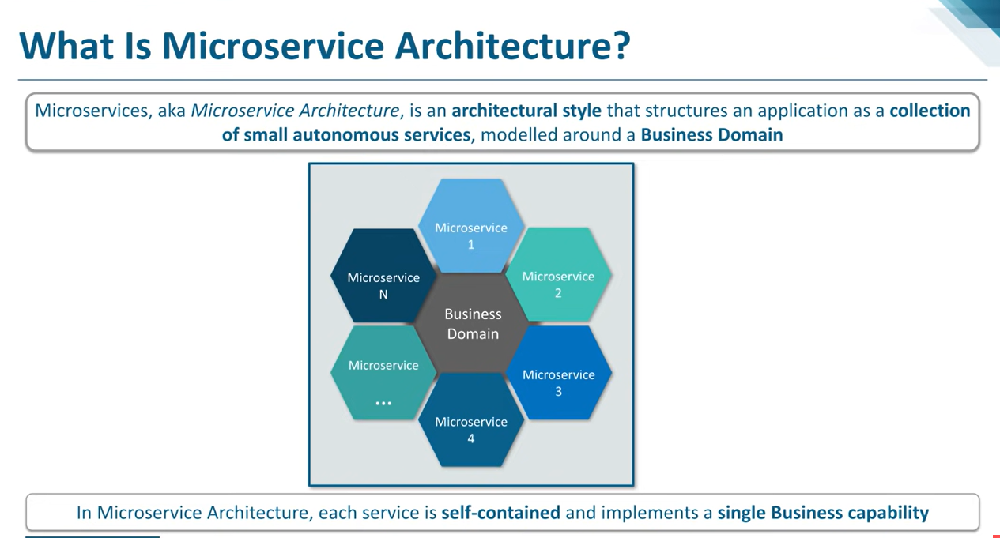 What Is Microservice Architecture?
Microservices, aka Microservice Architecture, is an architectural style that structures an application as a collection
of small autonomous services, modelled around a Business Domain
Microservice
1
Microservice
N
Microservice
2
Business
Domain
Microservice
...
Microservice
3
Microservice
4
In Microservice Architecture, each service is self-contained and implements a single Business capability